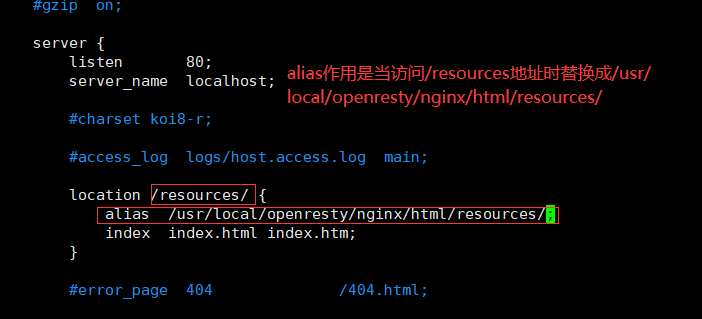 #gzip  on;
server {
listen       80;
server_name  localhost;
alias作用是当访问/resources地址时替换成/usr/
local/openresty/nginx/html/resources/
#charset koi8-r;
#access_log  logs/host.access.log  main;
location /resources/ {
alias  /usr/local/openresty/nginx/html/resources/;
index  index.html index.htm;
}
#error_page  404              /404.html;